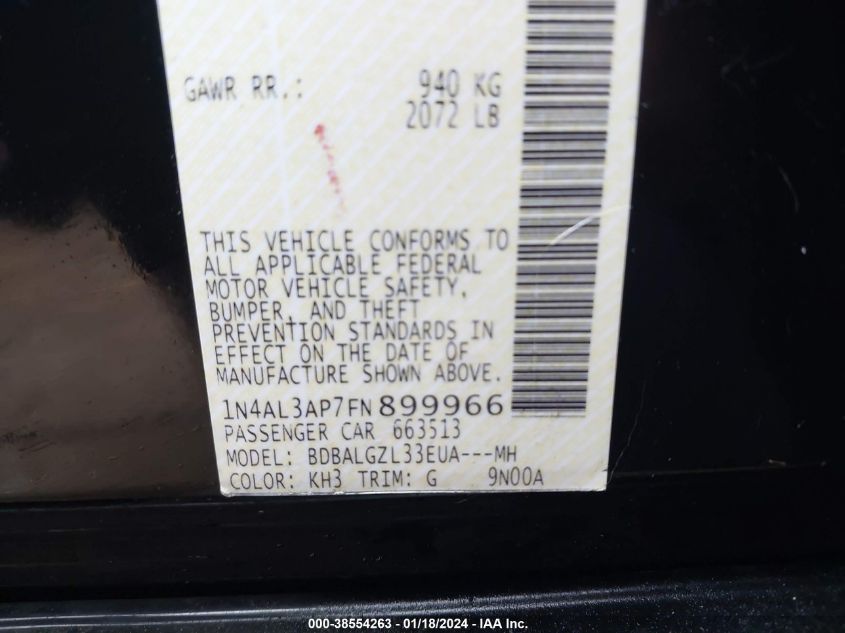 GAWR RR.: 940 KG
2072 LB
THIS VEHICLE CONFORMS TO
ALL APPLICABLE FEDERAL
MOTOR VEHICLE SAFETY,
BUMPER, AND THEFT
PREVENTION STANDARDS IN
EFFECT ON THE DATE OF
MANUFACTURE SHOWN ABOVE.
1N4AL3AP7FN899966
PASSENGER CAR 663513
MODEL: BDBALGZL33EUA---MH
COLOR: KH3 TRIM: G 9N00A
000-38554263 - 01/18/2024 - IAA Inc.